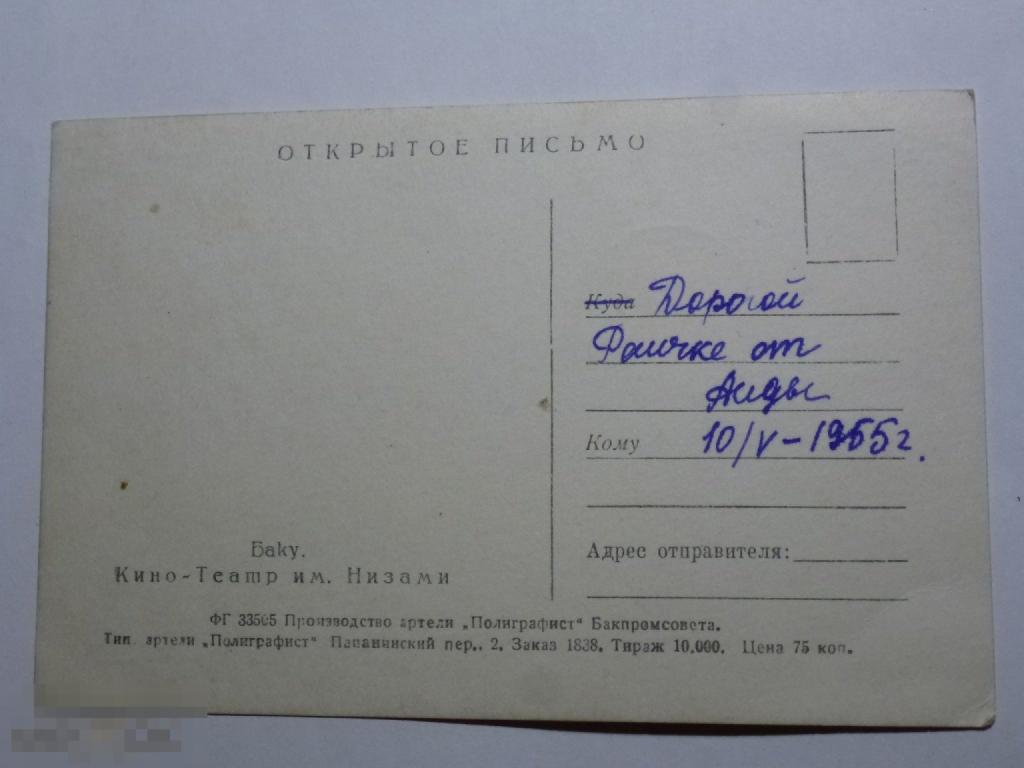 ОТКРЫТОЕ ПИСЬМО
Куда Дорогой
Раичке от
Аиды
Кому 10/V-1955г.
Адрес отправителя:
Баку.
Кино-Театр им. Низами
ФГ 33505 Производство артели „Полиграфист" Бакпромсовета.
Тип. артели „Полиграфист" Папанинский пер., 2. Заказ 1838. Тираж 10.000. Цена 75 коп.